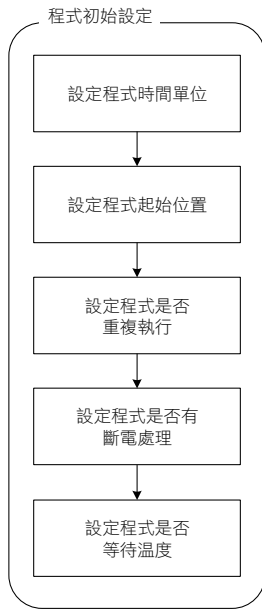 程式初始設定
設定程式時間單位
設定程式起始位置
設定程式是否
重複執行
設定程式是否有
斷電處理
設定程式是否
等待温度